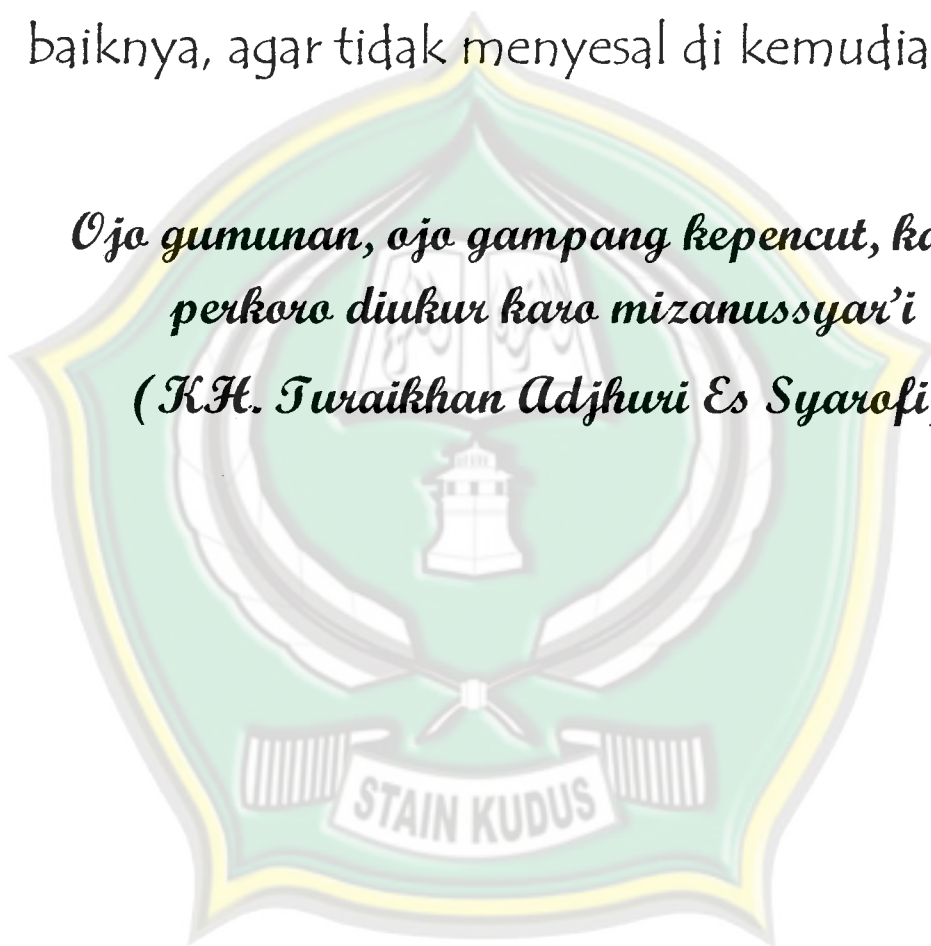 baiknya, agar tidak menyesal di kemudia
Ojo gumunan, ojo gampang kepencut, ka
perkoro diukur karo mizanussyar'i
(KH. Turaikhan Adjhuri Es Syarofi)
STAIN KUDUS